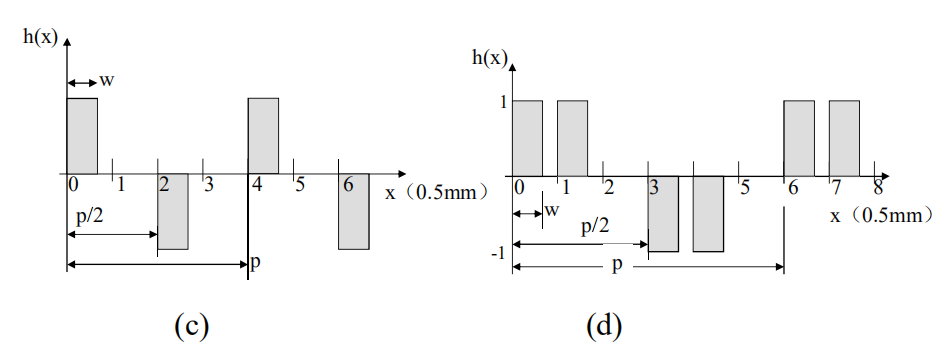 h(x)
w
0 1 2 3 4 5 6
x（0.5mm）
p/2
p
(c)
h(x)
1
0 1 2 3 5 6 7 8
w
x（0.5mm）
p/2
-1
p
(d)